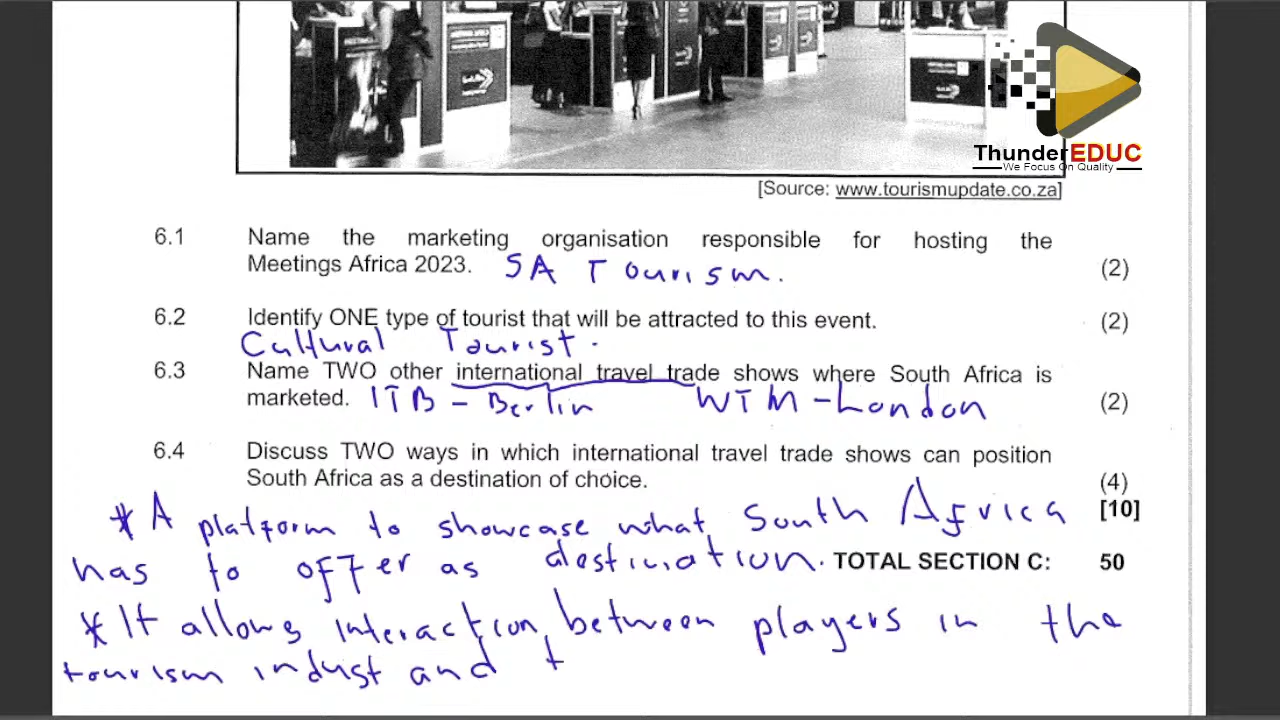 ThunderEDUC
We Focus On Quality
[Source: www.tourismupdate.co.za]
6.1 Name the marketing organisation responsible for hosting the
Meetings Africa 2023. SA Tourism. (2)
6.2 Identify ONE type of tourist that will be attracted to this event. (2)
Cultural Tourist.
6.3 Name TWO other international travel trade shows where South Africa is
marketed. ITB - Berlin WTM - London (2)
6.4 Discuss TWO ways in which international travel trade shows can position
South Africa as a destination of choice. (4)
* A platform to showcase what South Africa [10]
has to offer as destination. TOTAL SECTION C: 50
* It allows interaction between players in the
tourism indust and t